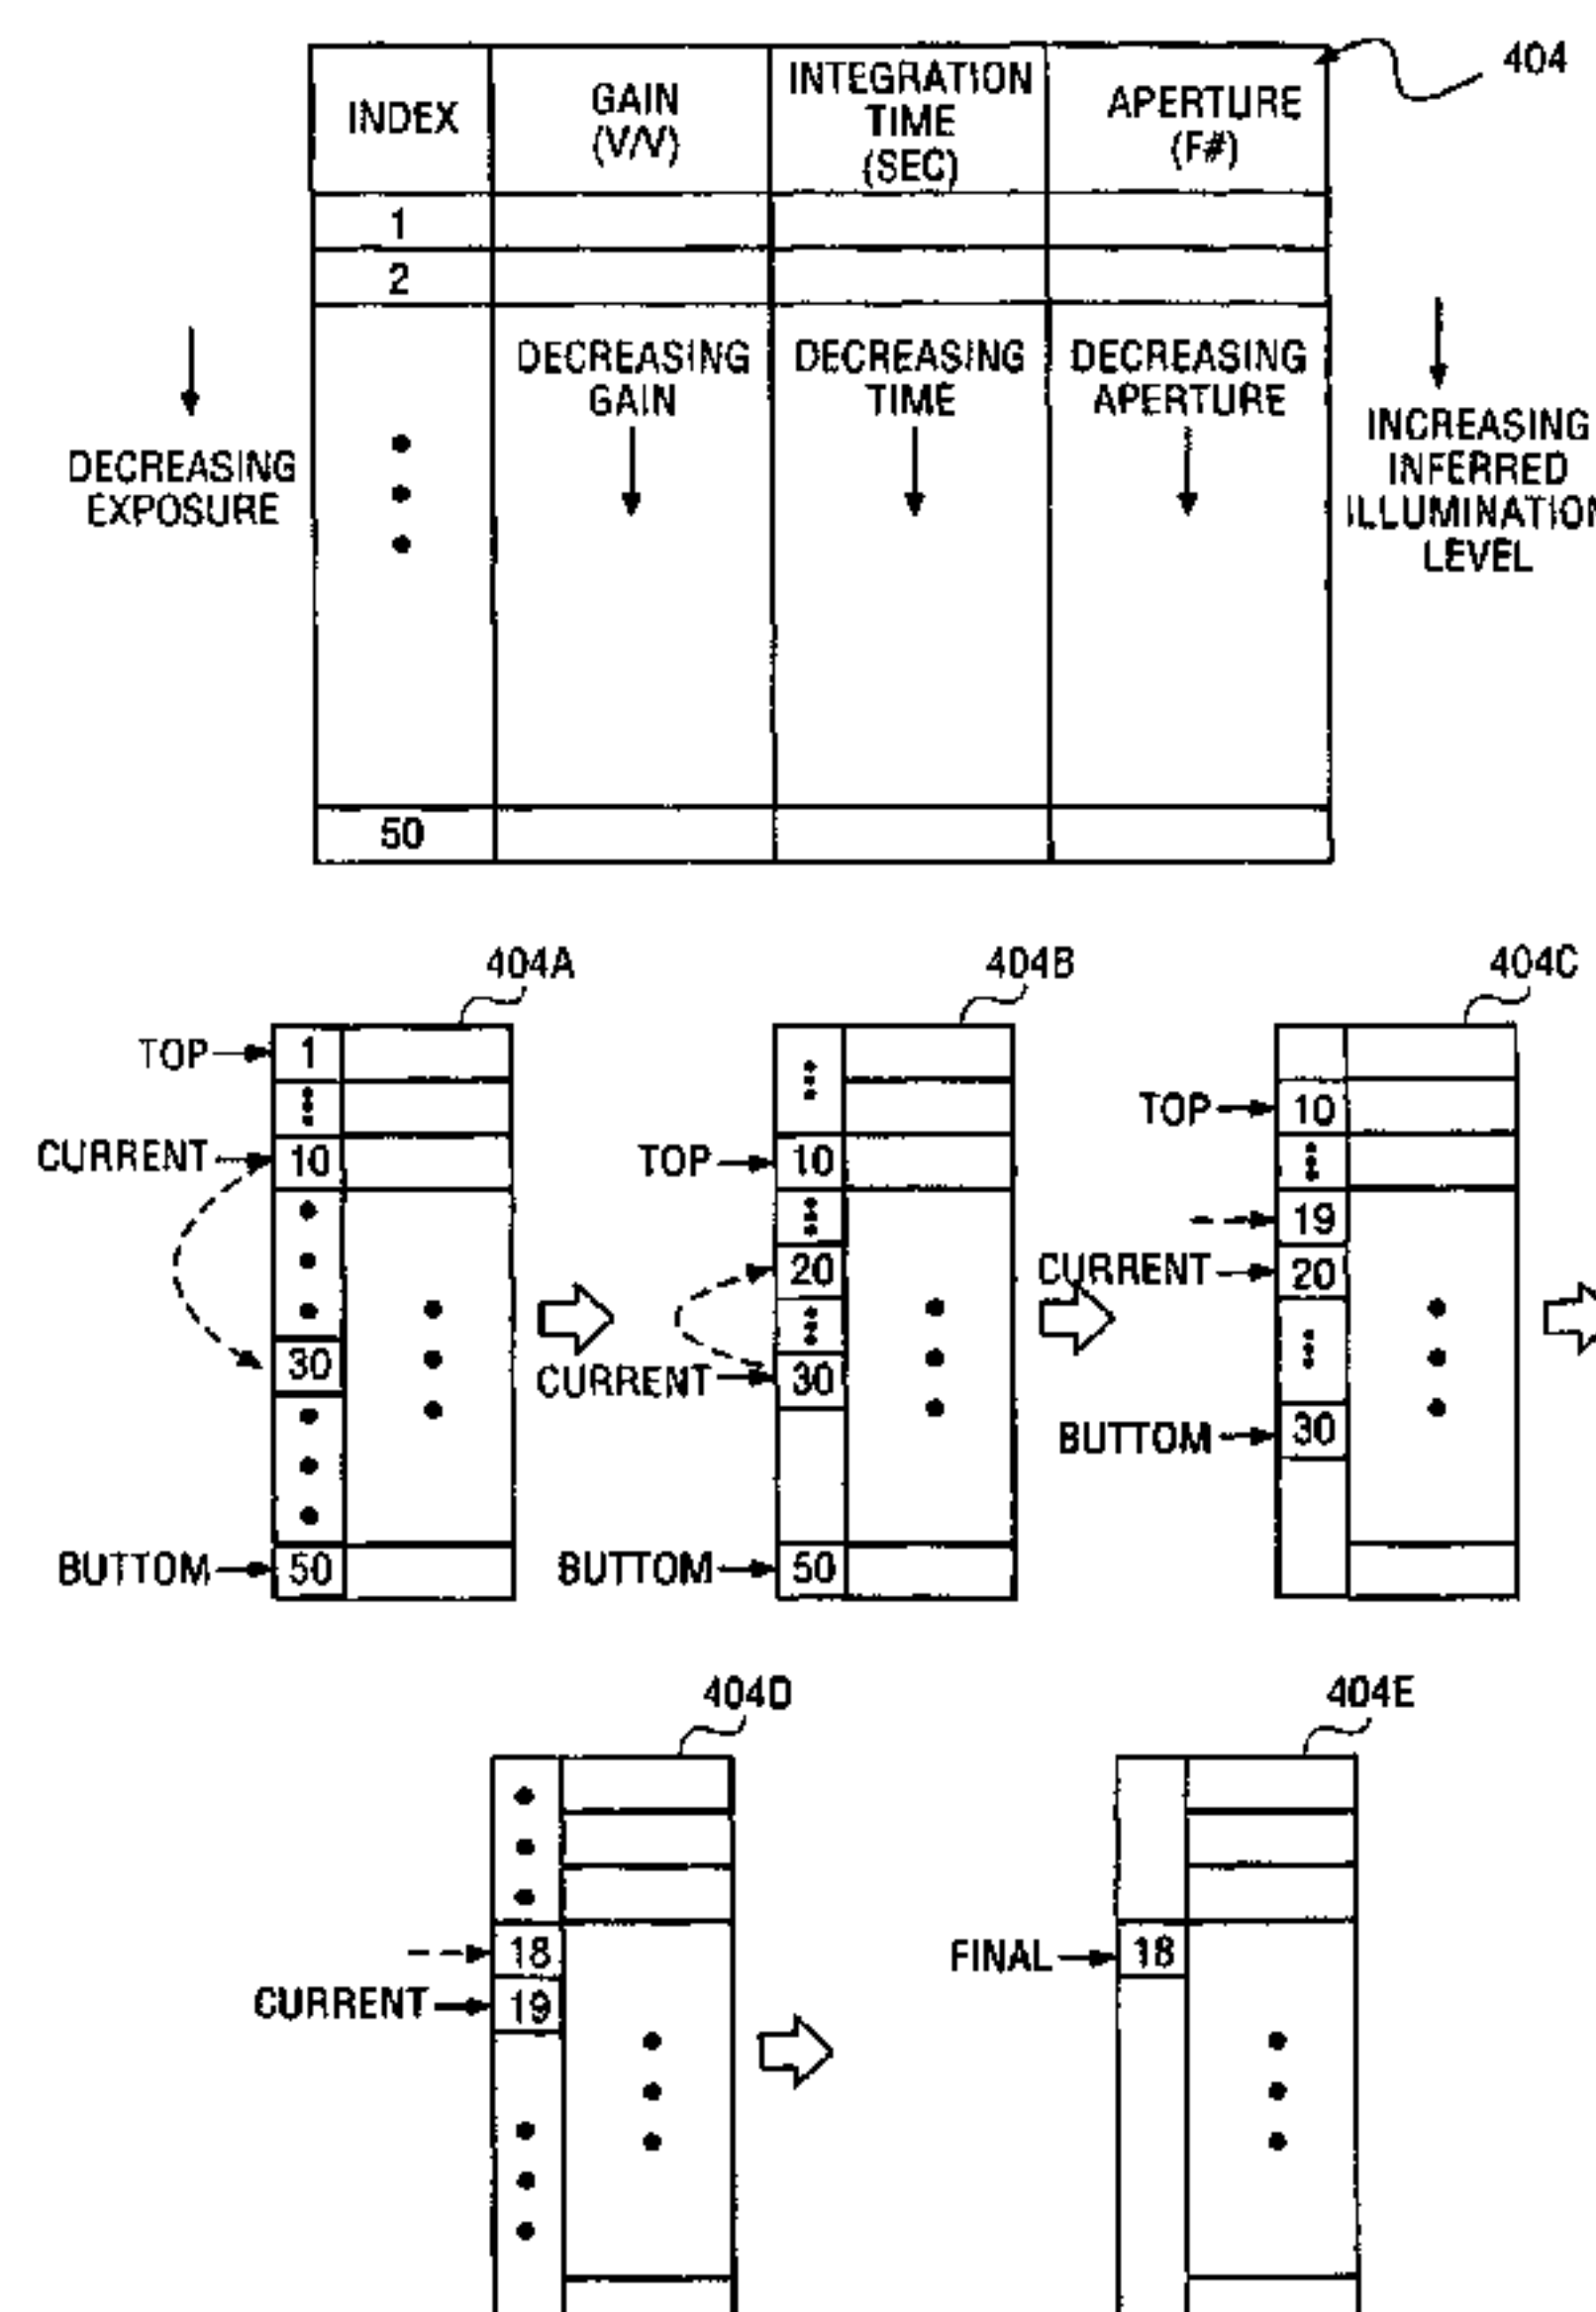 404
INDEX
GAIN
(V/V)
INTEGRATION
TIME
(SEC)
APERTURE
(F#)
1
2
DECREASING
EXPOSURE
DECREASING
GAIN
DECREASING
TIME
DECREASING
APERTURE
INCREASING
INFERRED
ILLUMINATION
LEVEL
50
404A
TOP
1
CURRENT
10
30
BUTTOM
50
404B
TOP
10
20
CURRENT
30
BUTTOM
50
404C
TOP
10
19
CURRENT
20
BUTTOM
30
404D
18
CURRENT
19
404E
FINAL
18